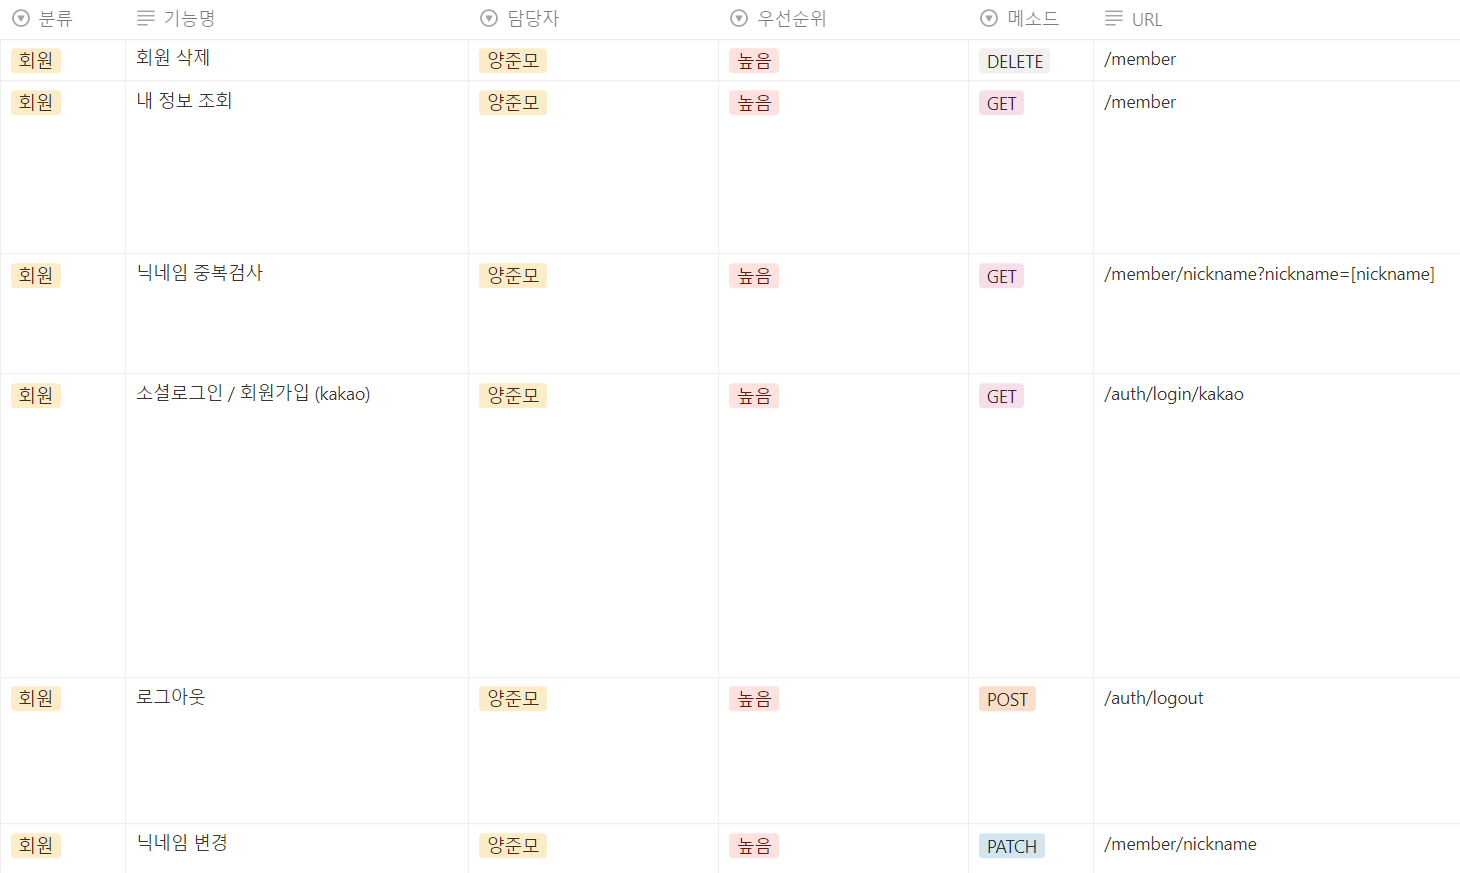 분류 기능명 담당자 우선순위 메소드 URL
회원 회원 삭제 양준모 높음 DELETE /member
회원 내 정보 조회 양준모 높음 GET /member
회원 닉네임 중복검사 양준모 높음 GET /member/nickname?nickname=[nickname]
회원 소셜로그인 / 회원가입 (kakao) 양준모 높음 GET /auth/login/kakao
회원 로그아웃 양준모 높음 POST /auth/logout
회원 닉네임 변경 양준모 높음 PATCH /member/nickname